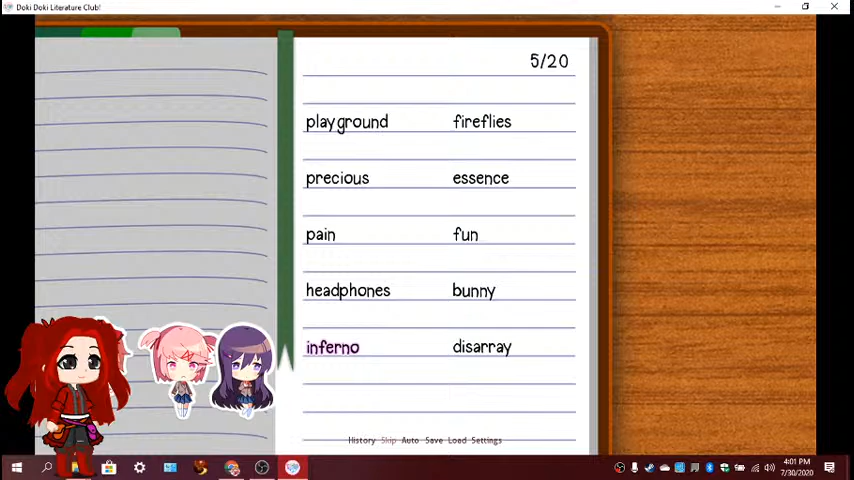 Doki Doki Literature Club!
5/20
playground fireflies
precious essence
pain fun
headphones bunny
inferno disarray
History Skip Auto Save Load Settings
4:01 PM
7/30/2020